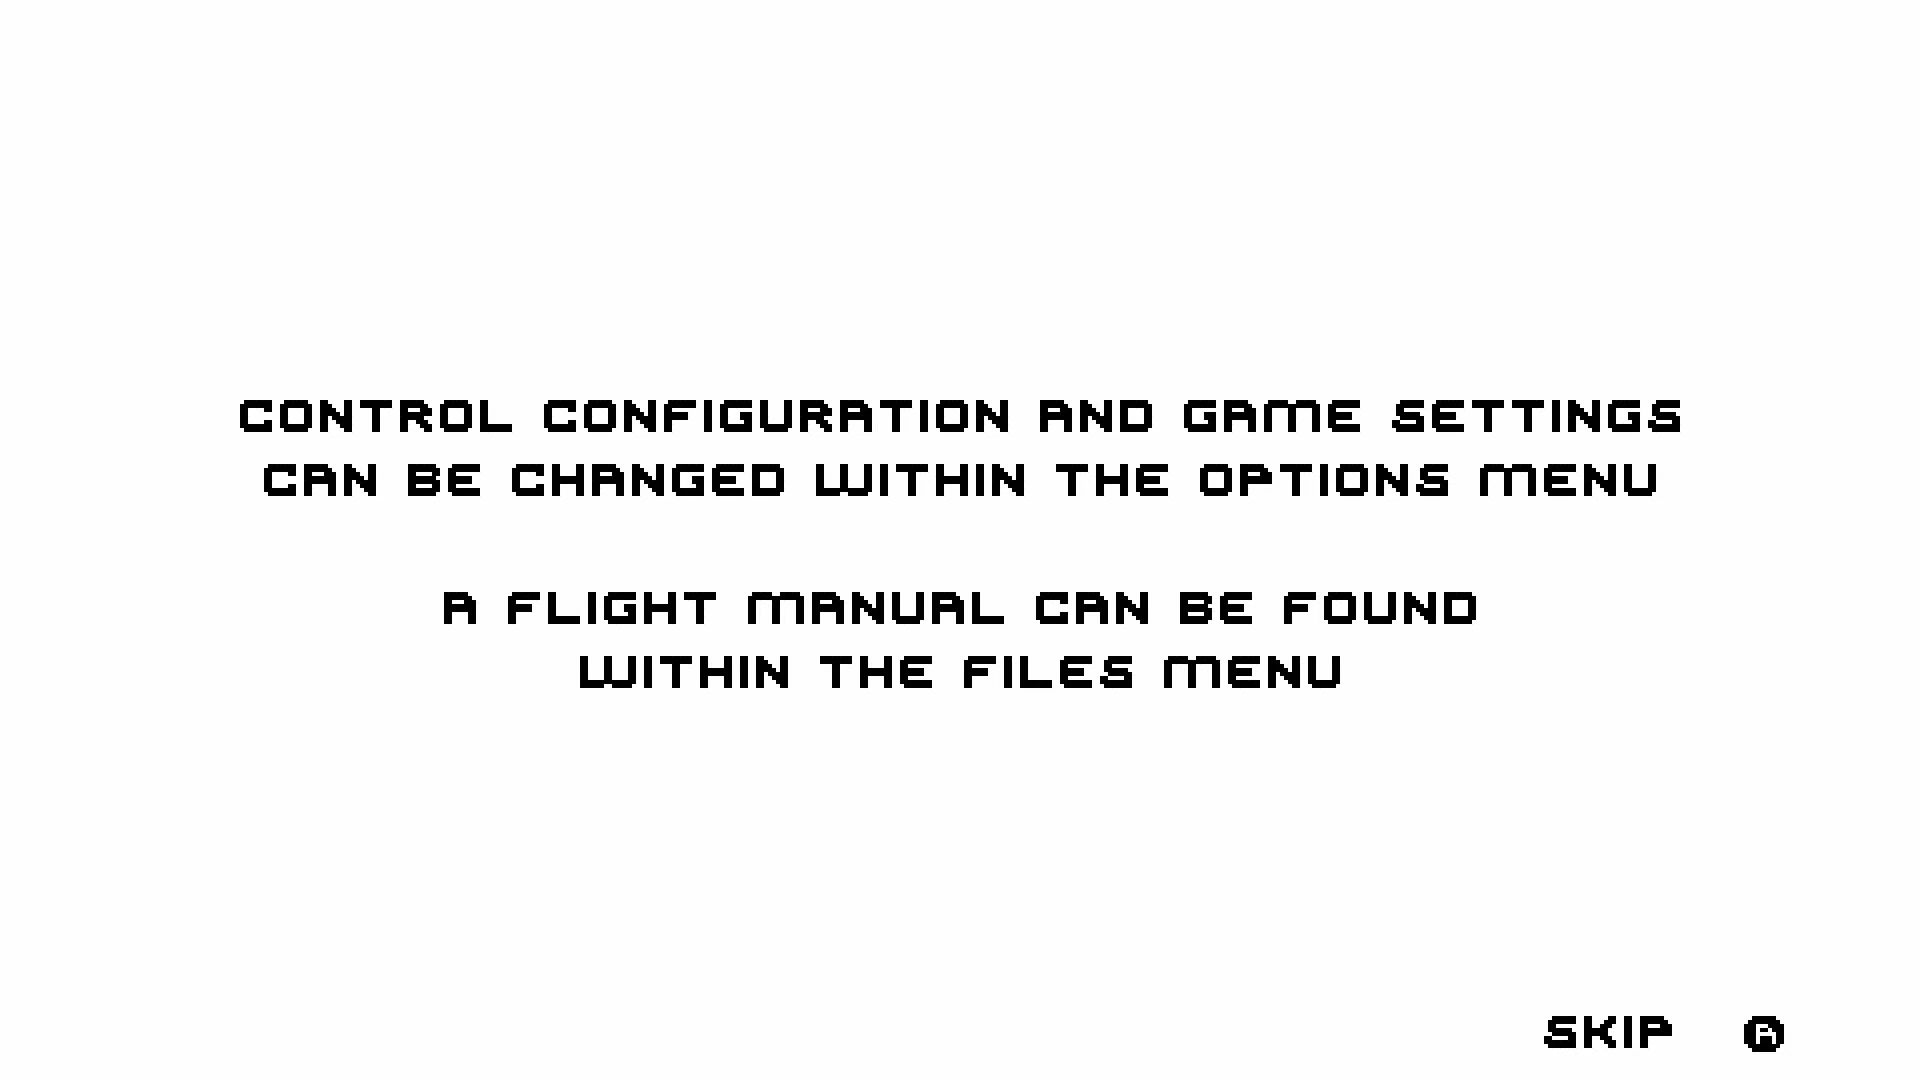 CONTROL CONFIGURATION AND GAME SETTINGS
CAN BE CHANGED WITHIN THE OPTIONS MENU
A FLIGHT MANUAL CAN BE FOUND
WITHIN THE FILES MENU
SKIP A